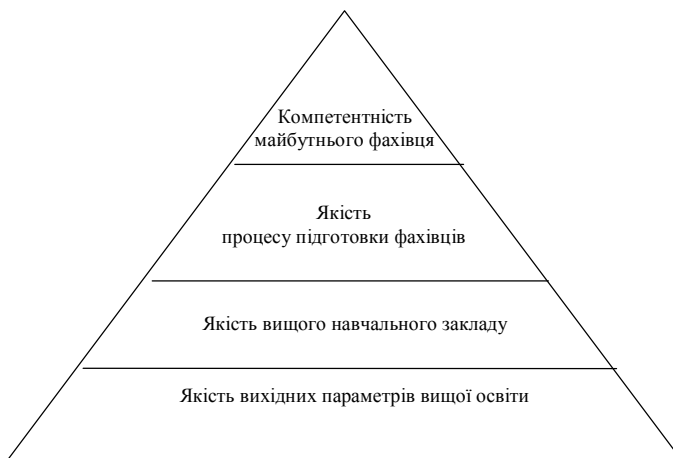 Компетентність
майбутнього фахівця
Якість
процесу підготовки фахівців
Якість вищого навчального закладу
Якість вихідних параметрів вищої освіти